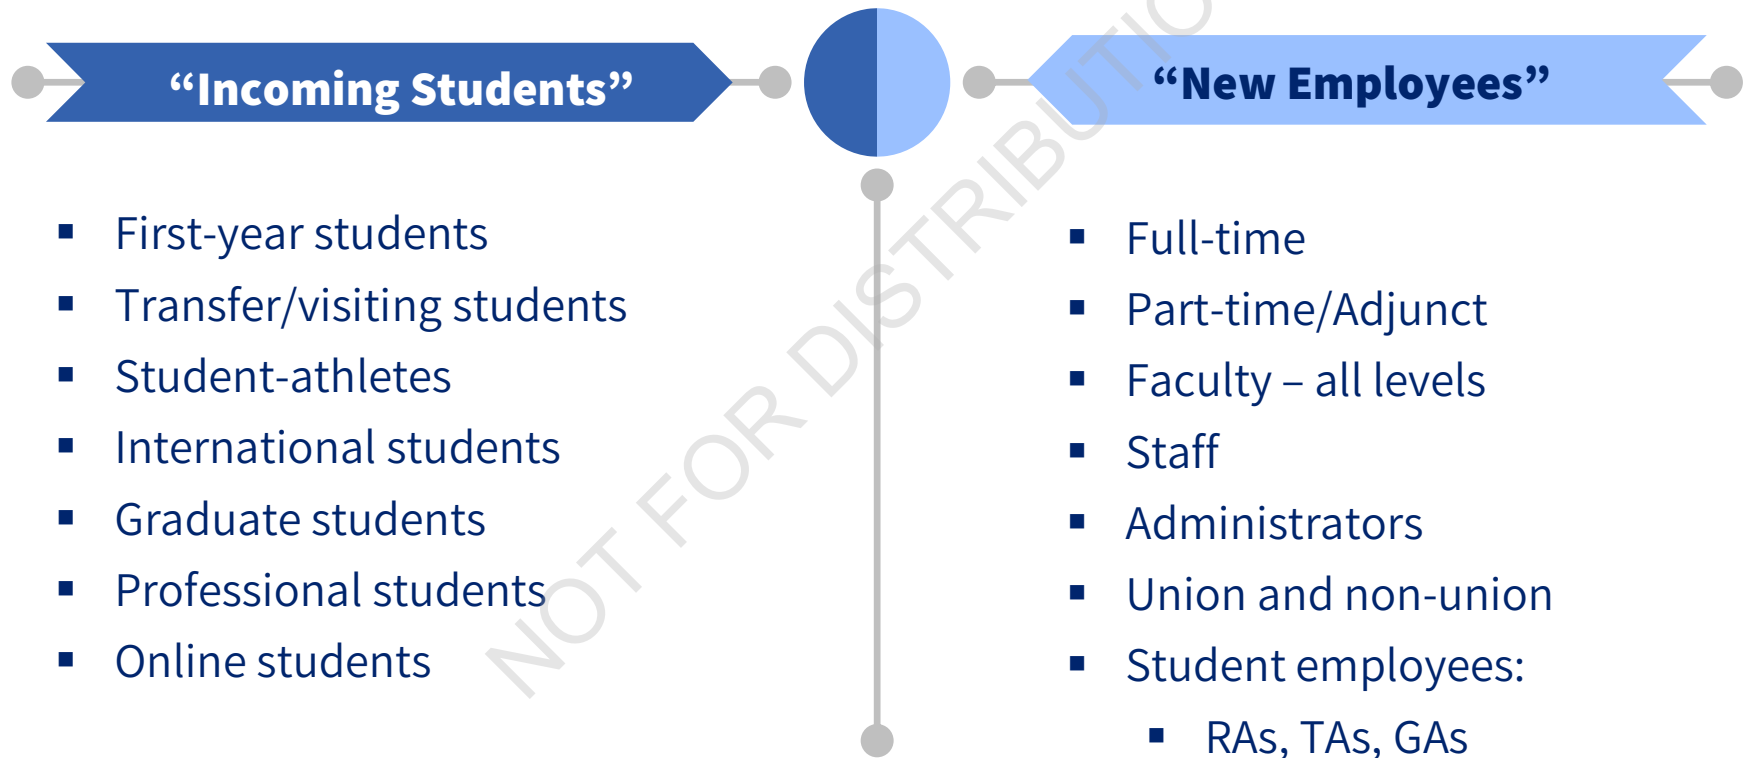 “Incoming Students”
▪ First-year students
▪ Transfer/visiting students
▪ Student-athletes
▪ International students
▪ Graduate students
▪ Professional students
▪ Online students
“New Employees”
▪ Full-time
▪ Part-time/Adjunct
▪ Faculty – all levels
▪ Staff
▪ Administrators
▪ Union and non-union
▪ Student employees:
▪ RAs, TAs, GAs
NOT FOR DISTRIBUTIO